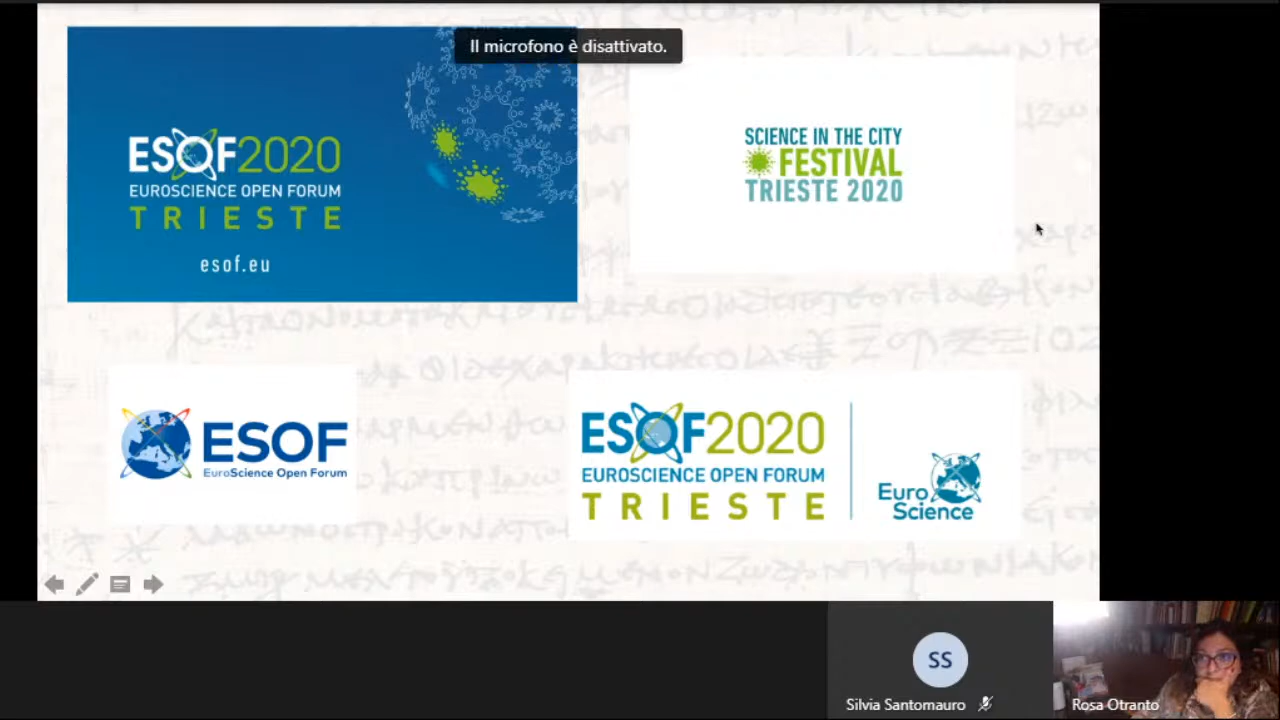 Il microfono è disattivato.
ESOF2020
EUROSCIENCE OPEN FORUM
TRIESTE
esof.eu
SCIENCE IN THE CITY
FESTIVAL
TRIESTE 2020
ESOF
EuroScience Open Forum
ESOF2020
EUROSCIENCE OPEN FORUM
TRIESTE
Euro
Science
SS
Silvia Santomauro
Rosa Otranto